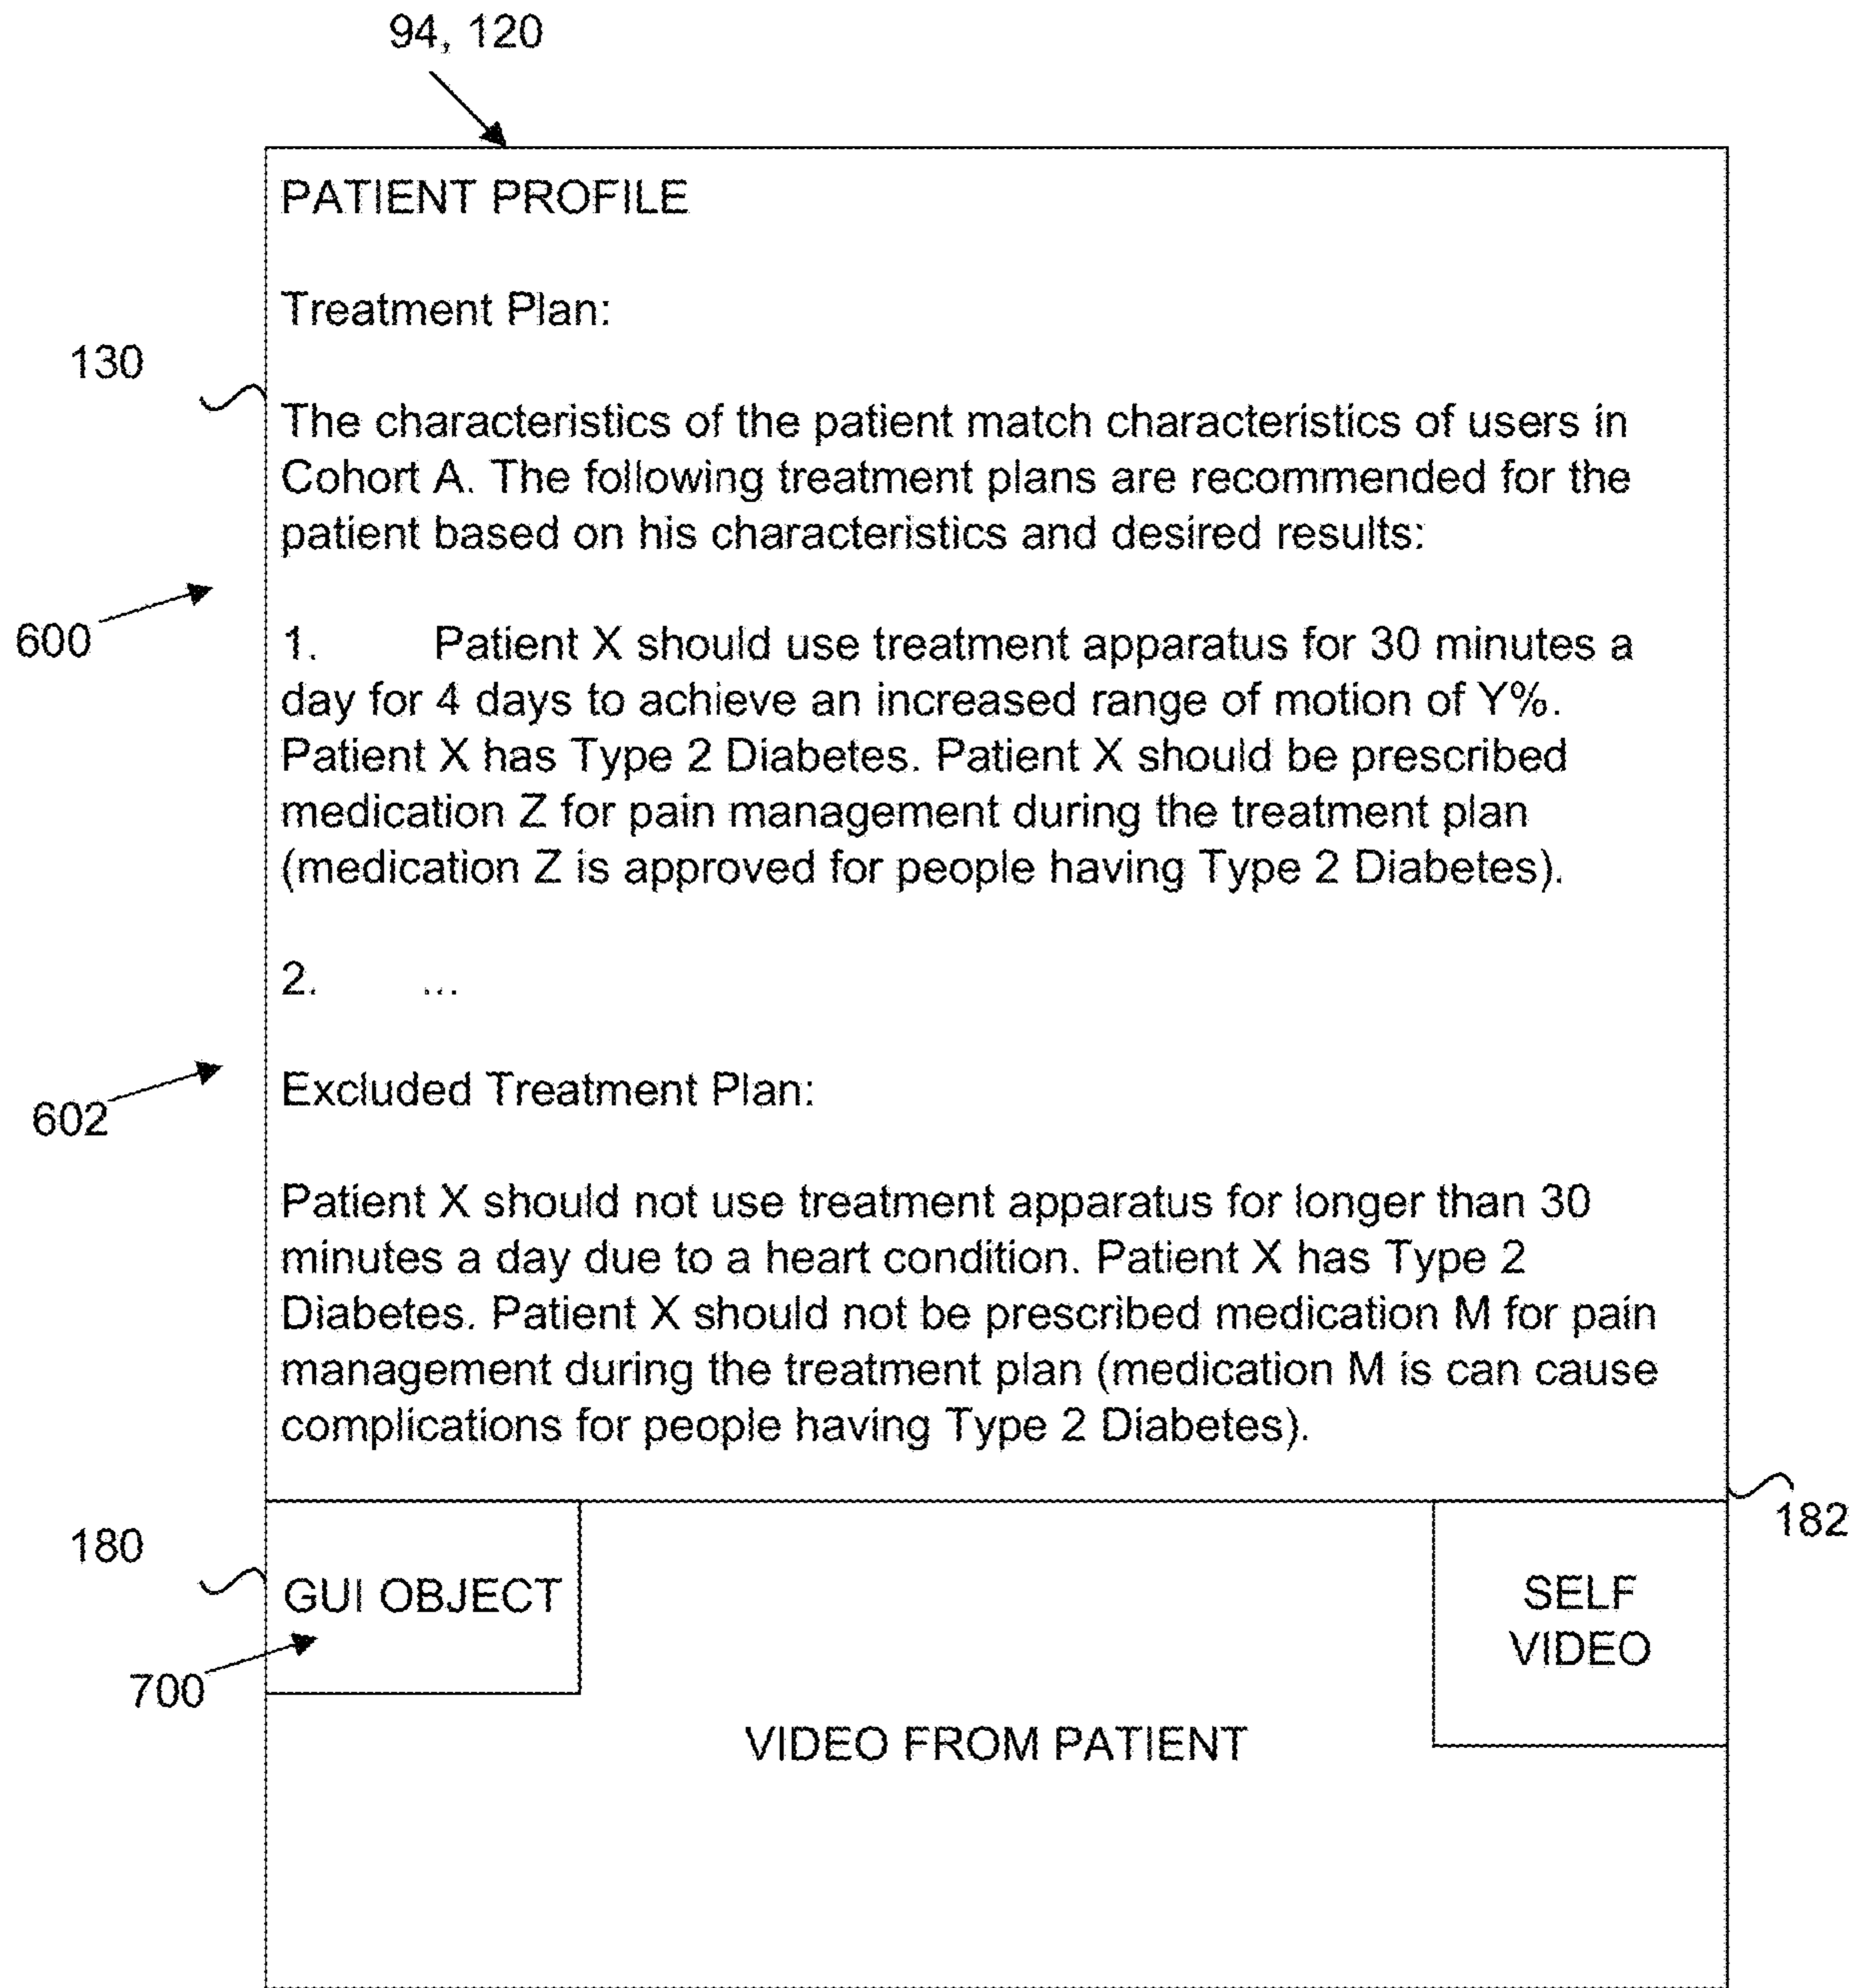 94, 120
PATIENT PROFILE
Treatment Plan:
130
The characteristics of the patient match characteristics of users in
Cohort A. The following treatment plans are recommended for the
patient based on his characteristics and desired results:
600
1. Patient X should use treatment apparatus for 30 minutes a
day for 4 days to achieve an increased range of motion of Y%.
Patient X has Type 2 Diabetes. Patient X should be prescribed
medication Z for pain management during the treatment plan
(medication Z is approved for people having Type 2 Diabetes).
2. ...
602
Excluded Treatment Plan:
Patient X should not use treatment apparatus for longer than 30
minutes a day due to a heart condition. Patient X has Type 2
Diabetes. Patient X should not be prescribed medication M for pain
management during the treatment plan (medication M is can cause
complications for people having Type 2 Diabetes).
182
180
GUI OBJECT
700
SELF
VIDEO
VIDEO FROM PATIENT